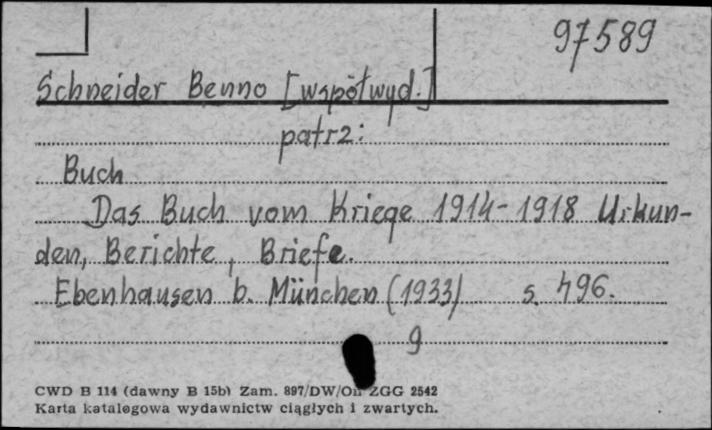 97589
Schneider Benno [współwyd.]
patrz:
Buch
Das Buch vom Kriege 1914-1918 Urkun-
den, Berichte, Briefe.
Ebenhausen b. München (1933) s. 496.
9
CWD B 114 (dawny B 15b) Zam. 897/DW/On ZGG 2542
Karta katalogowa wydawnictw ciągłych i zwartych.